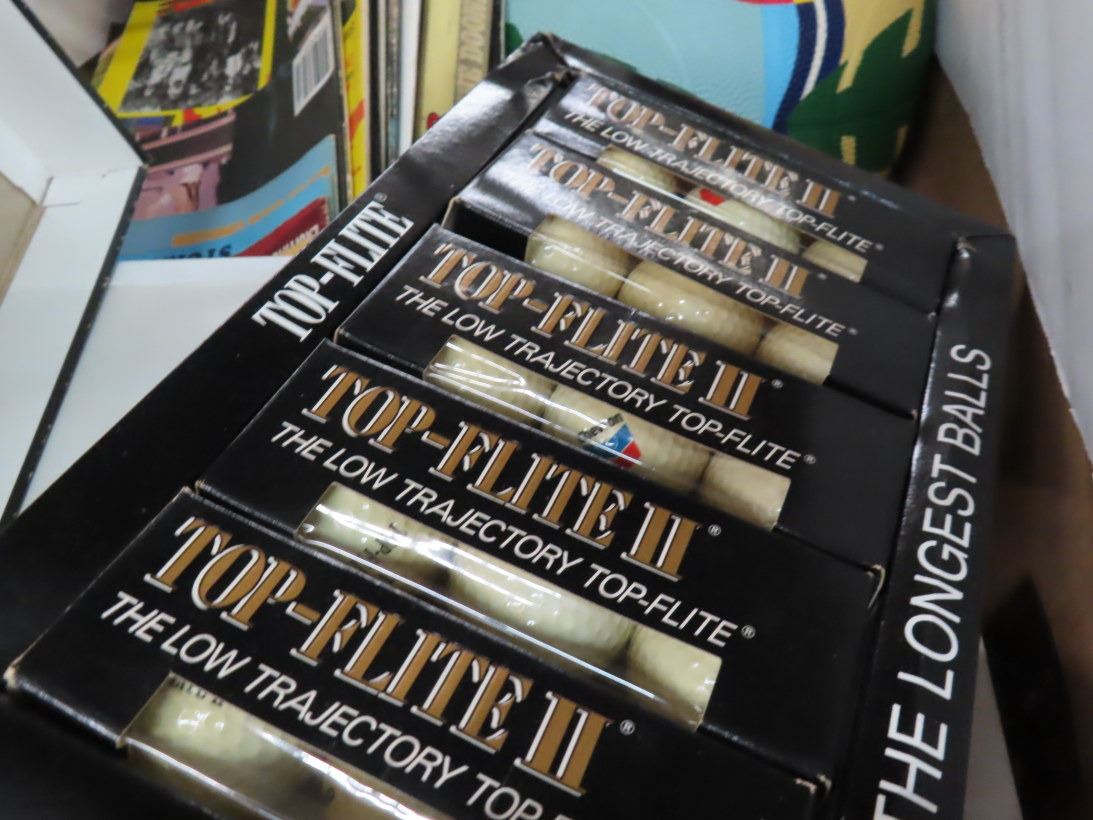 TOP-FLITE®
TOP-FLITE II
THE LOW TRAJECTORY TOP-FLITE®
TOP-FLITE II
LOW TRAJECTORY TOP-FLITE®
TOP-FLITE II®
THE LOW TRAJECTORY TOP-FLITE®
TOP-FLITE II®
THE LOW TRAJECTORY TOP-FLITE®
TOP-FLITE II®
THE LOW TRAJECTORY TOP-F
THE LONGEST BALLS